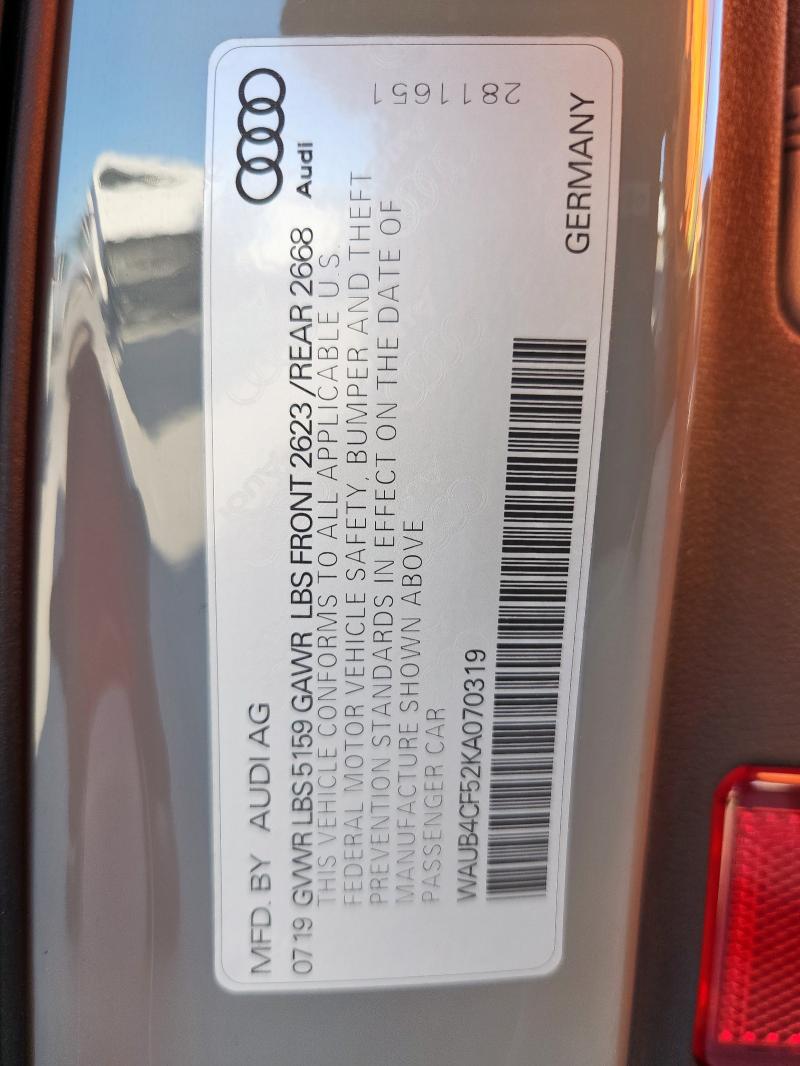 MFD. BY AUDI AG
Audi
0719 GVWR LBS 5159 GAWR LBS FRONT 2623 /REAR 2668
THIS VEHICLE CONFORMS TO ALL APPLICABLE U.S.
FEDERAL MOTOR VEHICLE SAFETY, BUMPER AND THEFT
PREVENTION STANDARDS IN EFFECT ON THE DATE OF
MANUFACTURE SHOWN ABOVE
PASSENGER CAR
2811651
WAUB4CF52KA070319
GERMANY